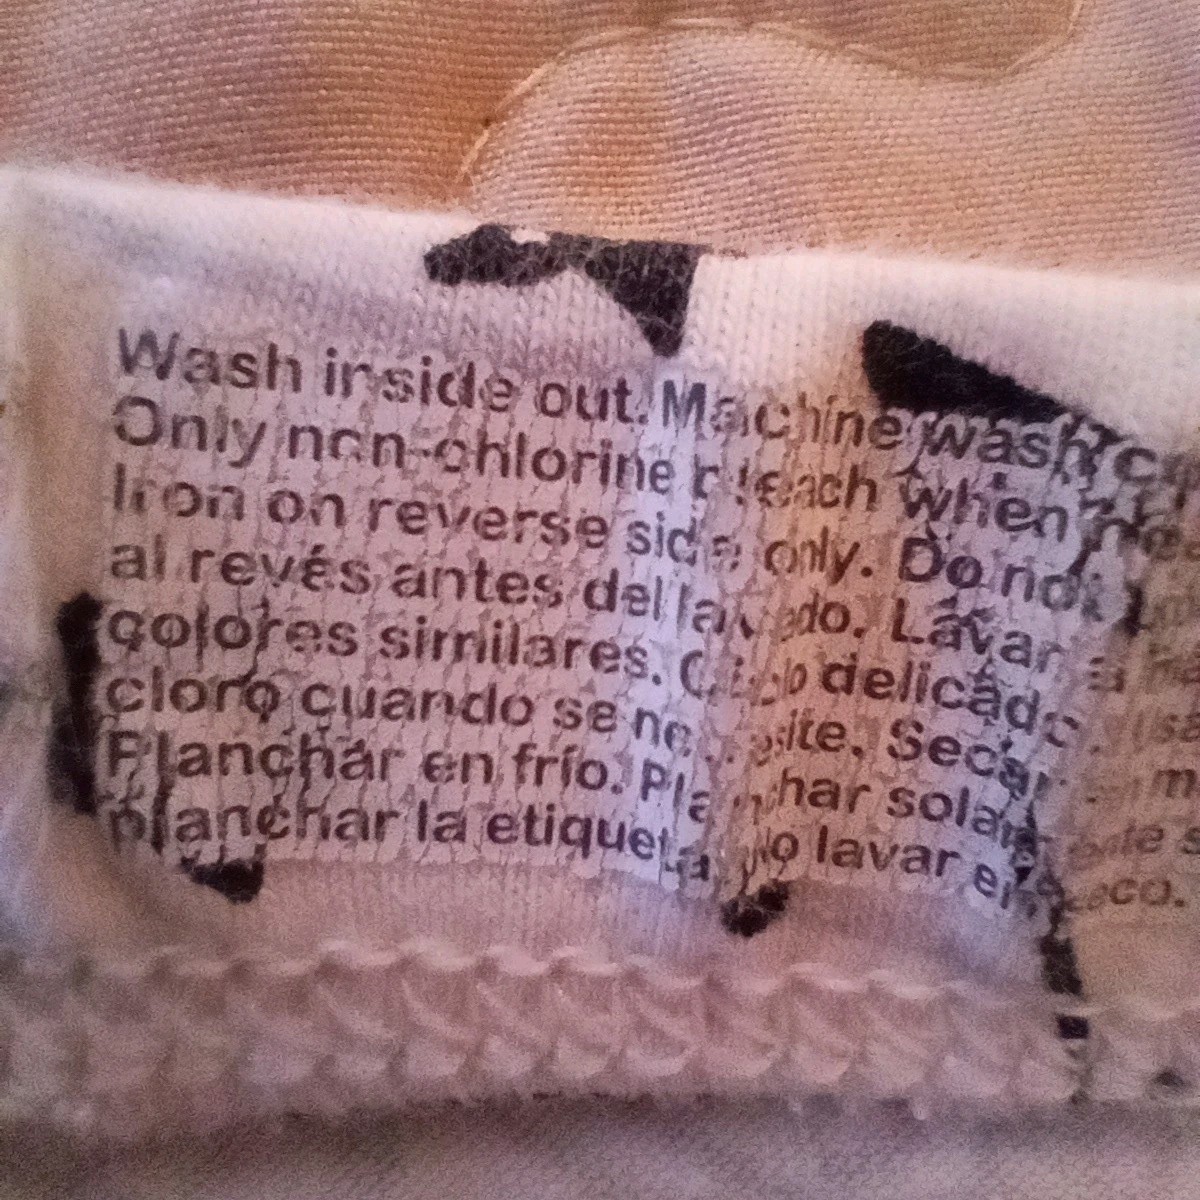 Wash inside out. Machine wash
Only non-chlorine bleach when
Iron on reverse side only. Do not
al revés antes del lavado. Lavar a
colores similares. Ciclo delicado.
cloro cuando se necesite. Secar
Planchar en frío. Planchar solamente
planchar la etiqueta. No lavar en seco.